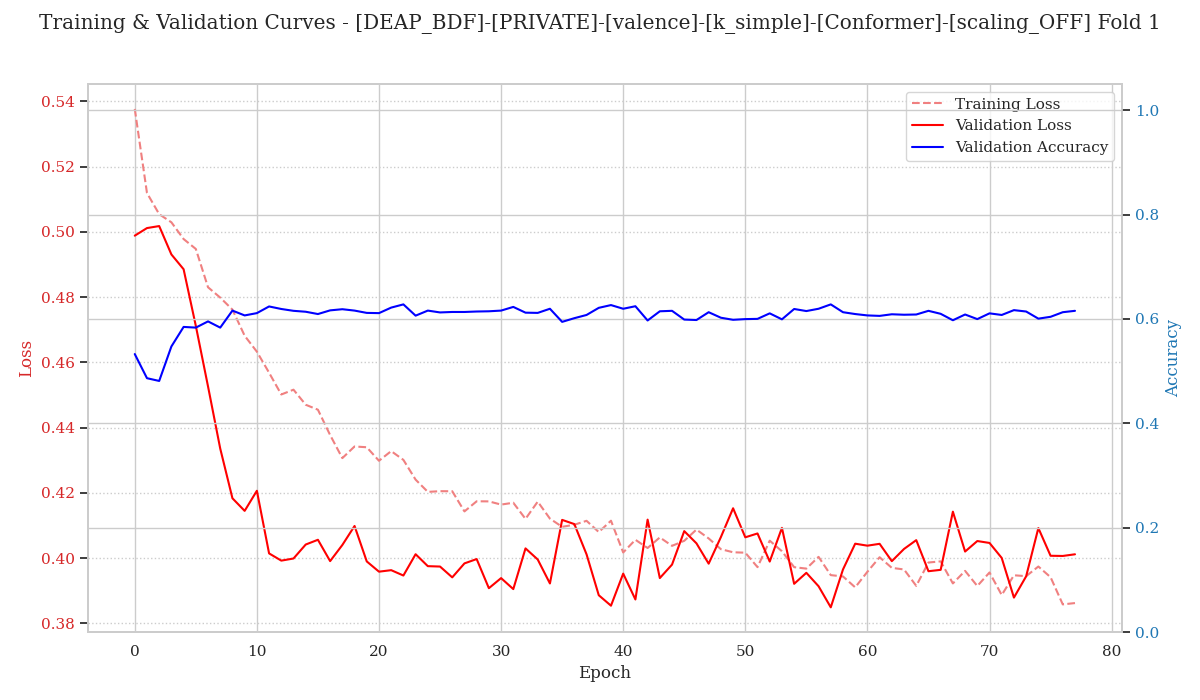 Training & Validation Curves - [DEAP_BDF]-[PRIVATE]-[valence]-[k_simple]-[Conformer]-[scaling_OFF] Fold 1
Training Loss
Validation Loss
Validation Accuracy
0.54
0.52
0.50
0.48
0.46
0.44
0.42
0.40
0.38
Loss
1.0
0.8
0.6
0.4
0.2
0.0
Accuracy
0 10 20 30 40 50 60 70 80
Epoch